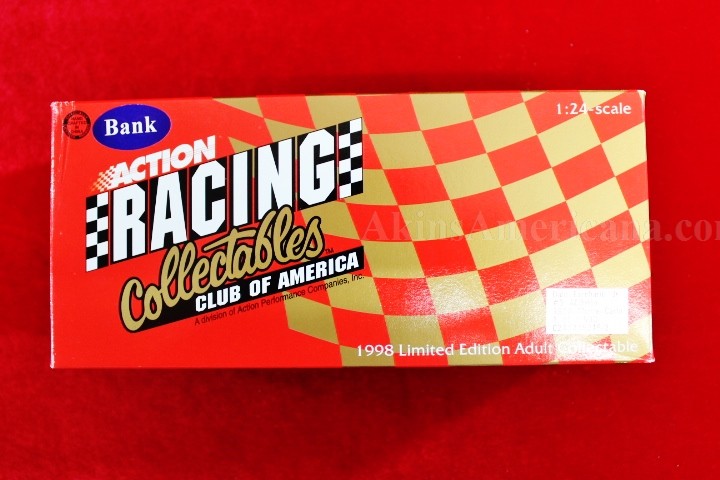 Bank
1:24-scale
ACTION
RACING
Collectables™
CLUB OF AMERICA
A division of Action Performance Companies, Inc.
AkinsAmericana.com
1998 Limited Edition Adult Collectable